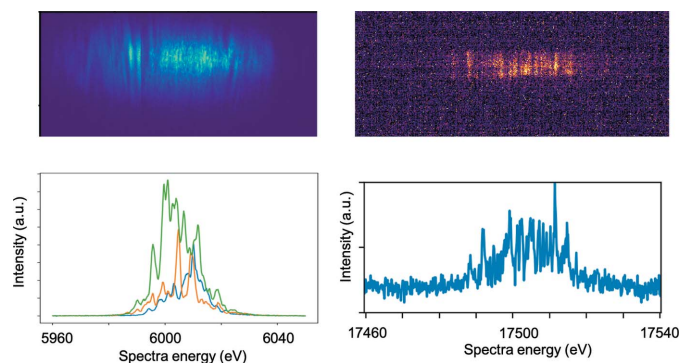 Intensity (a.u.)
5960 6000 6040
Spectra energy (eV)
Intensity (a.u.)
17460 17500 17540
Spectra energy (eV)